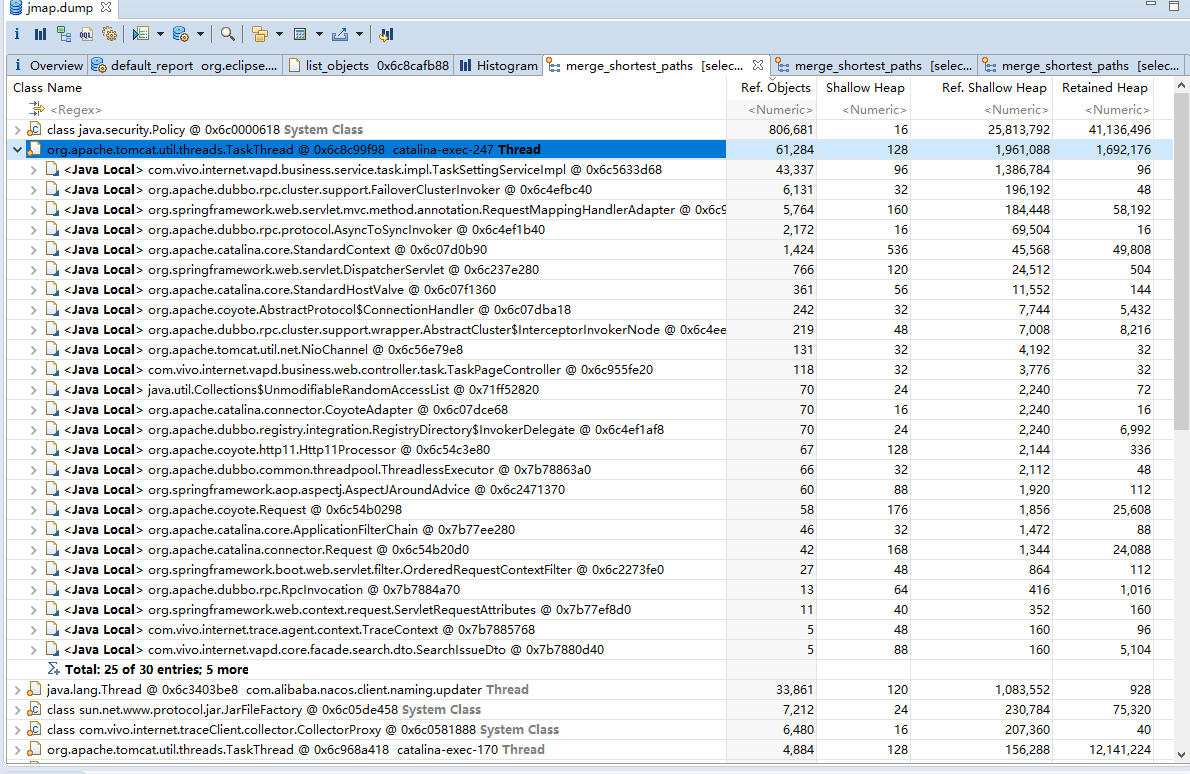 jmap.dump
i OQL
i Overview default_report org.eclipse.... list_objects 0x6c8cafb88 Histogram merge_shortest_paths [selec... merge_shortest_paths [selec... merge_shortest_paths [selec...
Class Name Ref. Objects Shallow Heap Ref. Shallow Heap Retained Heap
<Regex> <Numeric> <Numeric> <Numeric> <Numeric>
class java.security.Policy @ 0x6c0000618 System Class 806,681 16 25,813,792 41,136,496
org.apache.tomcat.util.threads.TaskThread @ 0x6c8c99f98 catalina-exec-247 Thread 61,284 128 1,961,088 1,692,176
<Java Local> com.vivo.internet.vapd.business.service.task.impl.TaskSettingServiceImpl @ 0x6c5633d68 43,337 96 1,386,784 96
<Java Local> org.apache.dubbo.rpc.cluster.support.FailoverClusterInvoker @ 0x6c4efbc40 6,131 32 196,192 48
<Java Local> org.springframework.web.servlet.mvc.method.annotation.RequestMappingHandlerAdapter @ 0x6c9 5,764 160 184,448 58,192
<Java Local> org.apache.dubbo.rpc.protocol.AsyncToSyncInvoker @ 0x6c4ef1b40 2,172 16 69,504 16
<Java Local> org.apache.catalina.core.StandardContext @ 0x6c07d0b90 1,424 536 45,568 49,808
<Java Local> org.springframework.web.servlet.DispatcherServlet @ 0x6c237e280 766 120 24,512 504
<Java Local> org.apache.catalina.core.StandardHostValve @ 0x6c07f1360 361 56 11,552 144
<Java Local> org.apache.coyote.AbstractProtocol$ConnectionHandler @ 0x6c07dba18 242 32 7,744 5,432
<Java Local> org.apache.dubbo.rpc.cluster.support.wrapper.AbstractCluster$InterceptorInvokerNode @ 0x6c4ee 219 48 7,008 8,216
<Java Local> org.apache.tomcat.util.net.NioChannel @ 0x6c56e79e8 131 32 4,192 32
<Java Local> com.vivo.internet.vapd.business.web.controller.task.TaskPageController @ 0x6c955fe20 118 32 3,776 32
<Java Local> java.util.Collections$UnmodifiableRandomAccessList @ 0x71ff52820 70 24 2,240 72
<Java Local> org.apache.catalina.connector.CoyoteAdapter @ 0x6c07dce68 70 16 2,240 16
<Java Local> org.apache.dubbo.registry.integration.RegistryDirectory$InvokerDelegate @ 0x6c4ef1af8 70 24 2,240 6,992
<Java Local> org.apache.coyote.http11.Http11Processor @ 0x6c54c3e80 67 128 2,144 336
<Java Local> org.apache.dubbo.common.threadpool.ThreadlessExecutor @ 0x7b78863a0 66 32 2,112 48
<Java Local> org.springframework.aop.aspectj.AspectJAroundAdvice @ 0x6c2471370 60 88 1,920 112
<Java Local> org.apache.coyote.Request @ 0x6c54b0298 58 176 1,856 25,608
<Java Local> org.apache.catalina.core.ApplicationFilterChain @ 0x7b77ee280 46 32 1,472 88
<Java Local> org.apache.catalina.connector.Request @ 0x6c54b20d0 42 168 1,344 24,088
<Java Local> org.springframework.boot.web.servlet.filter.OrderedRequestContextFilter @ 0x6c2273fe0 27 48 864 112
<Java Local> org.apache.dubbo.rpc.RpcInvocation @ 0x7b7884a70 13 64 416 1,016
<Java Local> org.springframework.web.context.request.ServletRequestAttributes @ 0x7b77ef8d0 11 40 352 160
<Java Local> com.vivo.internet.trace.agent.context.TraceContext @ 0x7b7885768 5 48 160 96
<Java Local> com.vivo.internet.vapd.core.facade.search.dto.SearchIssueDto @ 0x7b7880d40 5 88 160 5,104
Total: 25 of 30 entries; 5 more
java.lang.Thread @ 0x6c3403be8 com.alibaba.nacos.client.naming.updater Thread 33,861 120 1,083,552 928
class sun.net.www.protocol.jar.JarFileFactory @ 0x6c05de458 System Class 7,212 24 230,784 75,320
class com.vivo.internet.traceClient.collector.CollectorProxy @ 0x6c0581888 System Class 6,480 16 207,360 40
org.apache.tomcat.util.threads.TaskThread @ 0x6c968a418 catalina-exec-170 Thread 4,884 128 156,288 12,141,224